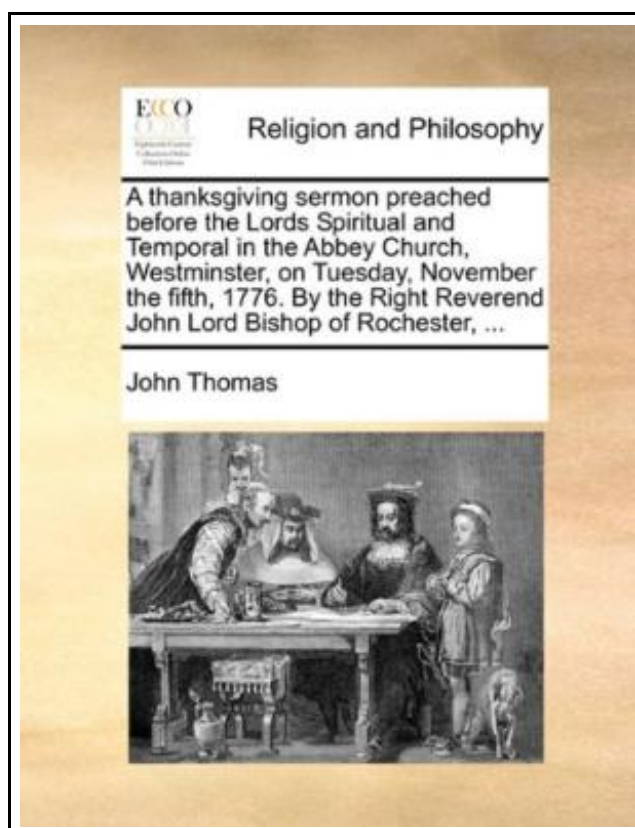 ECCO
Religion and Philosophy
A thanksgiving sermon preached
before the Lords Spiritual and
Temporal in the Abbey Church,
Westminster, on Tuesday, November
the fifth, 1776. By the Right Reverend
John Lord Bishop of Rochester, ...
John Thomas